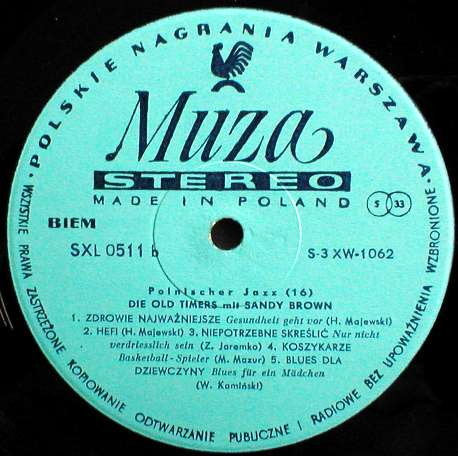 · POLSKIE NAGRANIA WARSZAWA ·
Muza
STEREO
MADE IN POLAND
S 33
BIEM
SXL 0511 b
S-3 XW-1062
Polnischer Jazz (16)
DIE OLD TIMERS mit SANDY BROWN
1. ZDROWIE NAJWAŻNIEJSZE Gesundheit geht vor (H. Majewski)
2. HEFI (H. Majewski) 3. NIEPOTRZEBNE SKREŚLIĆ Nur nicht
verdriesslich sein (Z. Jaremko) 4. KOSZYKARZE
Basketball-Spieler (M. Mazur) 5. BLUES DLA
DZIEWCZYNY Blues für ein Mädchen
(W. Kamiński)
WSZYSTKIE PRAWA ZASTRZEŻONE KOPIOWANIE ODTWARZANIE PUBLICZNE I RADIOWE BEZ UPOWAŻNIENIA WZBRONIONE